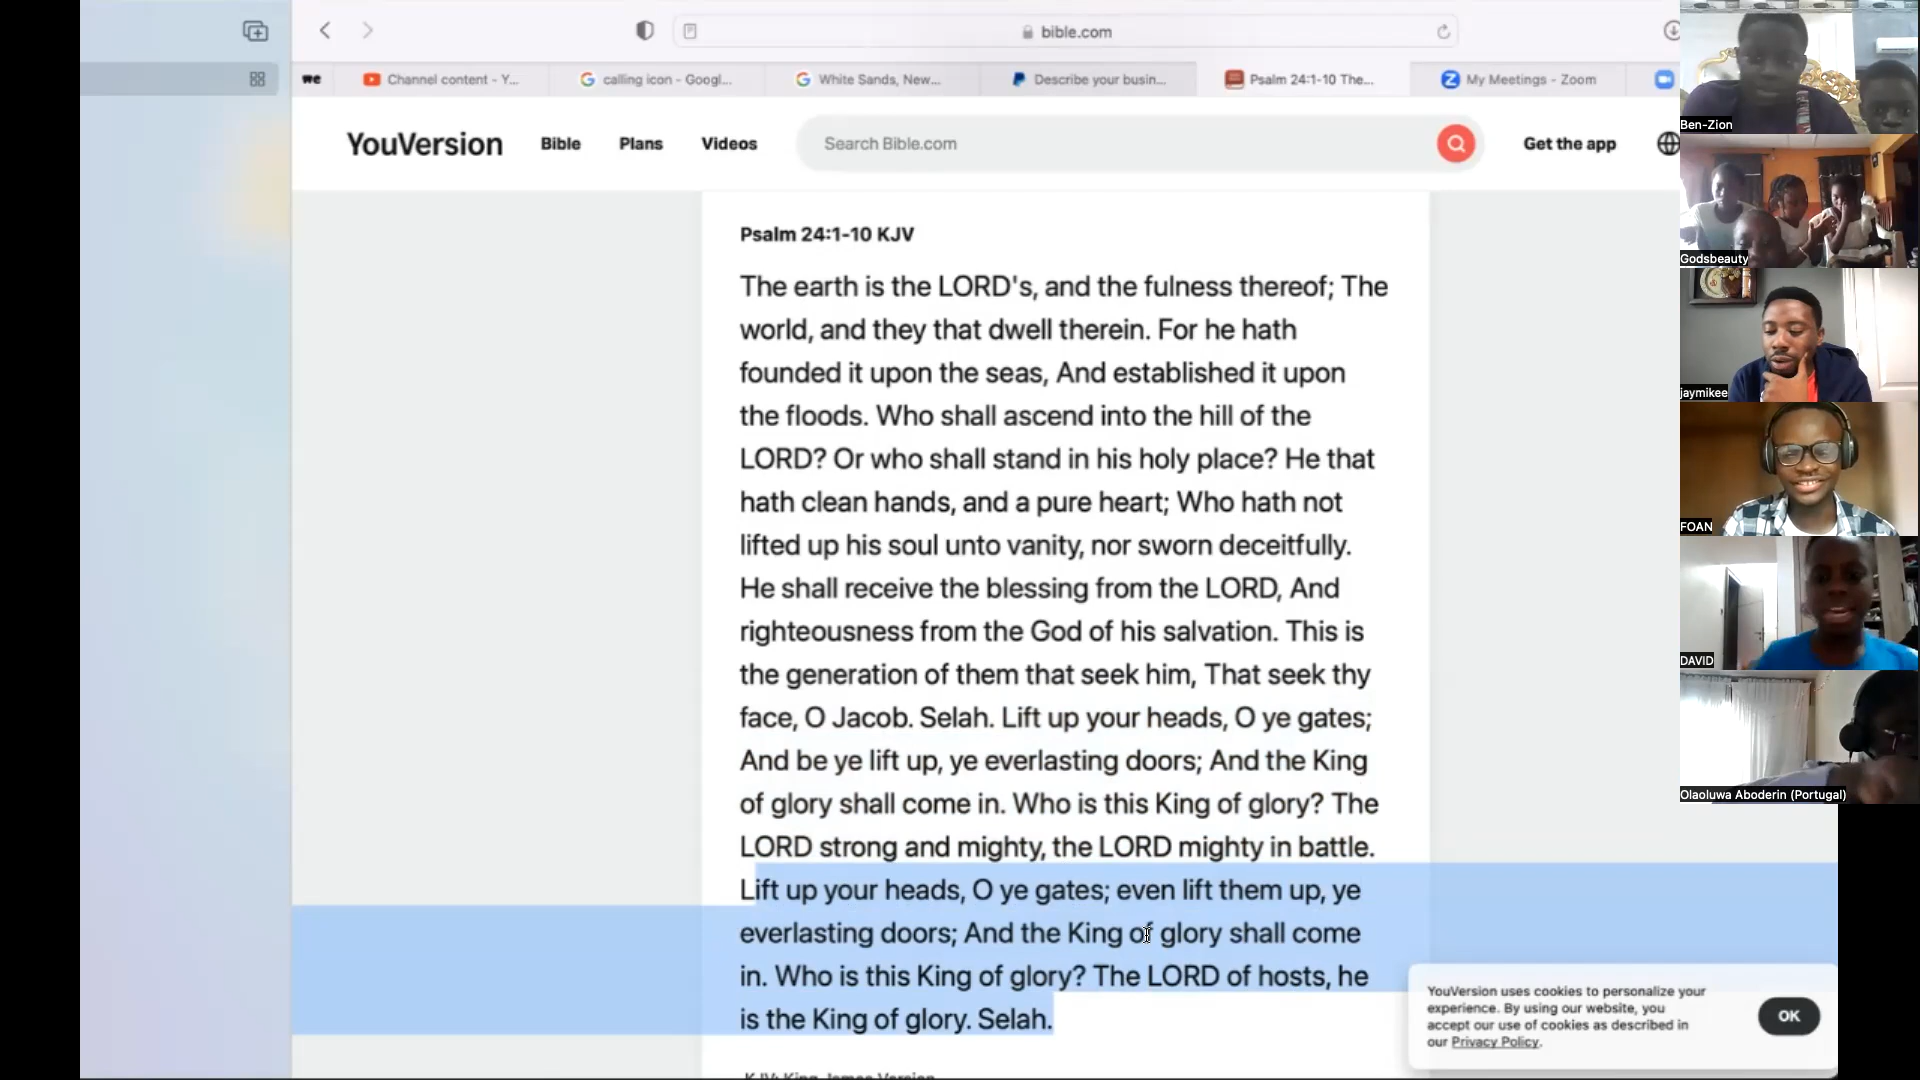 bible.com
we
Channel content - Y...
calling icon - Googl...
White Sands, New...
Describe your busin...
Psalm 24:1-10 The...
My Meetings - Zoom
YouVersion
Bible
Plans
Videos
Search Bible.com
Get the app
Psalm 24:1-10 KJV
The earth is the LORD's, and the fulness thereof; The
world, and they that dwell therein. For he hath
founded it upon the seas, And established it upon
the floods. Who shall ascend into the hill of the
LORD? Or who shall stand in his holy place? He that
hath clean hands, and a pure heart; Who hath not
lifted up his soul unto vanity, nor sworn deceitfully.
He shall receive the blessing from the LORD, And
righteousness from the God of his salvation. This is
the generation of them that seek him, That seek thy
face, O Jacob. Selah. Lift up your heads, O ye gates;
And be ye lift up, ye everlasting doors; And the King
of glory shall come in. Who is this King of glory? The
LORD strong and mighty, the LORD mighty in battle.
Lift up your heads, O ye gates; even lift them up, ye
everlasting doors; And the King of glory shall come
in. Who is this King of glory? The LORD of hosts, he
is the King of glory. Selah.
KJV: King James Version
YouVersion uses cookies to personalize your
experience. By using our website, you
accept our use of cookies as described in
our Privacy Policy.
OK
Ben-Zion
Godsbeauty
jaymikee
FOAN
DAVID
Olaoluwa Aboderin (Portugal)